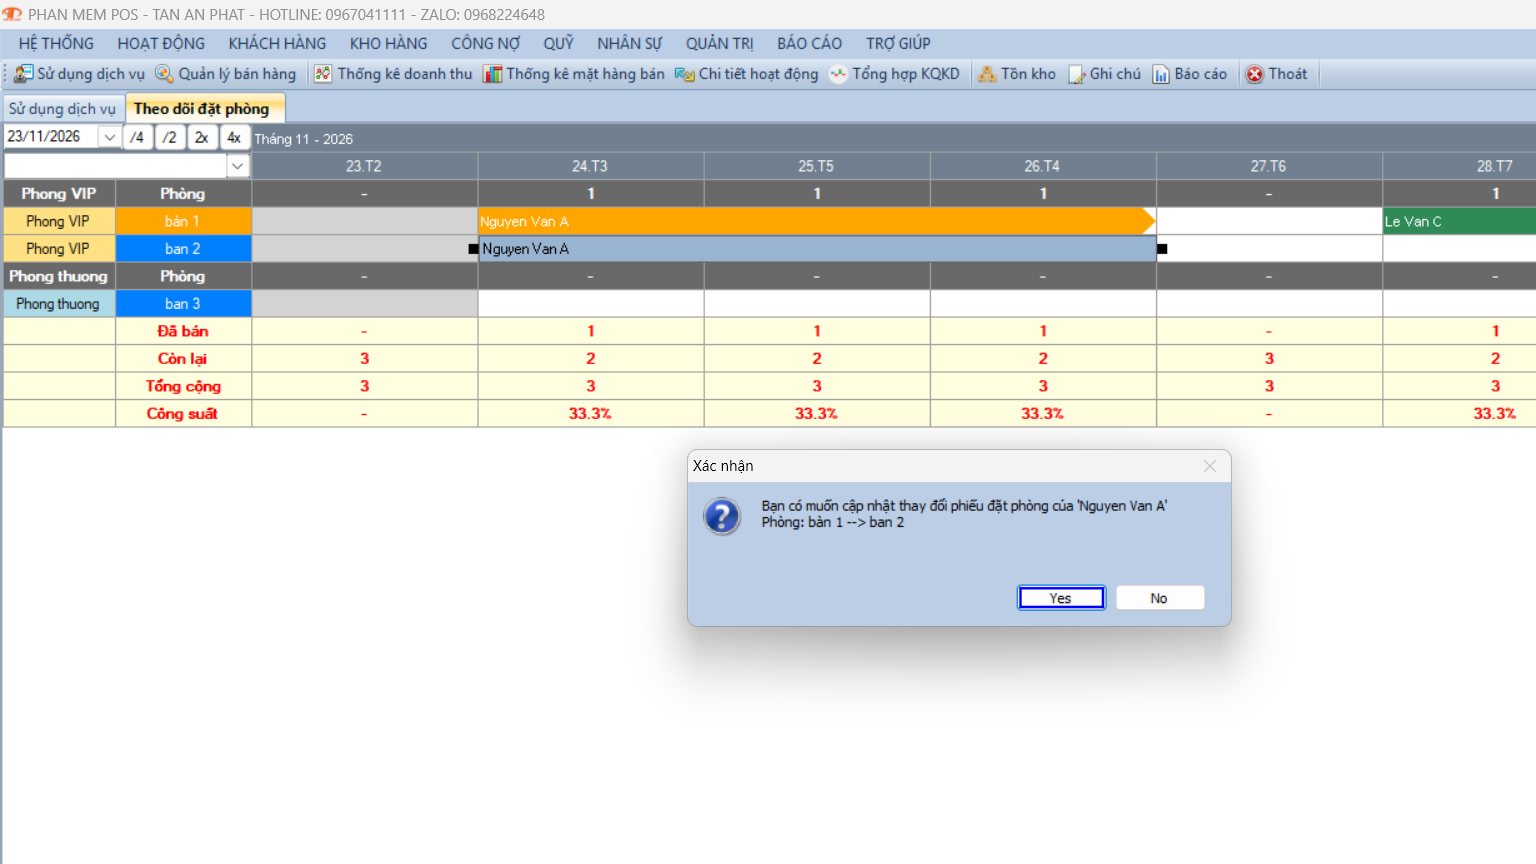 PHAN MEM POS - TAN AN PHAT - HOTLINE: 0967041111 - ZALO: 0968224648
HỆ THỐNG HOẠT ĐỘNG KHÁCH HÀNG KHO HÀNG CÔNG NỢ QUỸ NHÂN SỰ QUẢN TRỊ BÁO CÁO TRỢ GIÚP
Sử dụng dịch vụ Quản lý bán hàng Thống kê doanh thu Thống kê mặt hàng bán Chi tiết hoạt động Tổng hợp KQKD Tồn kho Ghi chú Báo cáo Thoát
Sử dụng dịch vụ Theo dõi đặt phòng
23/11/2026 /4 /2 2x 4x Tháng 11 - 2026
23.T2 24.T3 25.T5 26.T4 27.T6 28.T7
Phong VIP Phòng - 1 1 1 - 1
Phong VIP bàn 1 Nguyen Van A Le Van C
Phong VIP ban 2 Nguyen Van A
Phong thuong Phòng - - - - - -
Phong thuong ban 3
Đã bán - 1 1 1 - 1
Còn lại 3 2 2 2 3 2
Tổng cộng 3 3 3 3 3 3
Công suất - 33.3% 33.3% 33.3% - 33.3%
Xác nhận
Bạn có muốn cập nhật thay đổi phiếu đặt phòng của 'Nguyen Van A'
Phòng: bàn 1 --> ban 2
Yes No